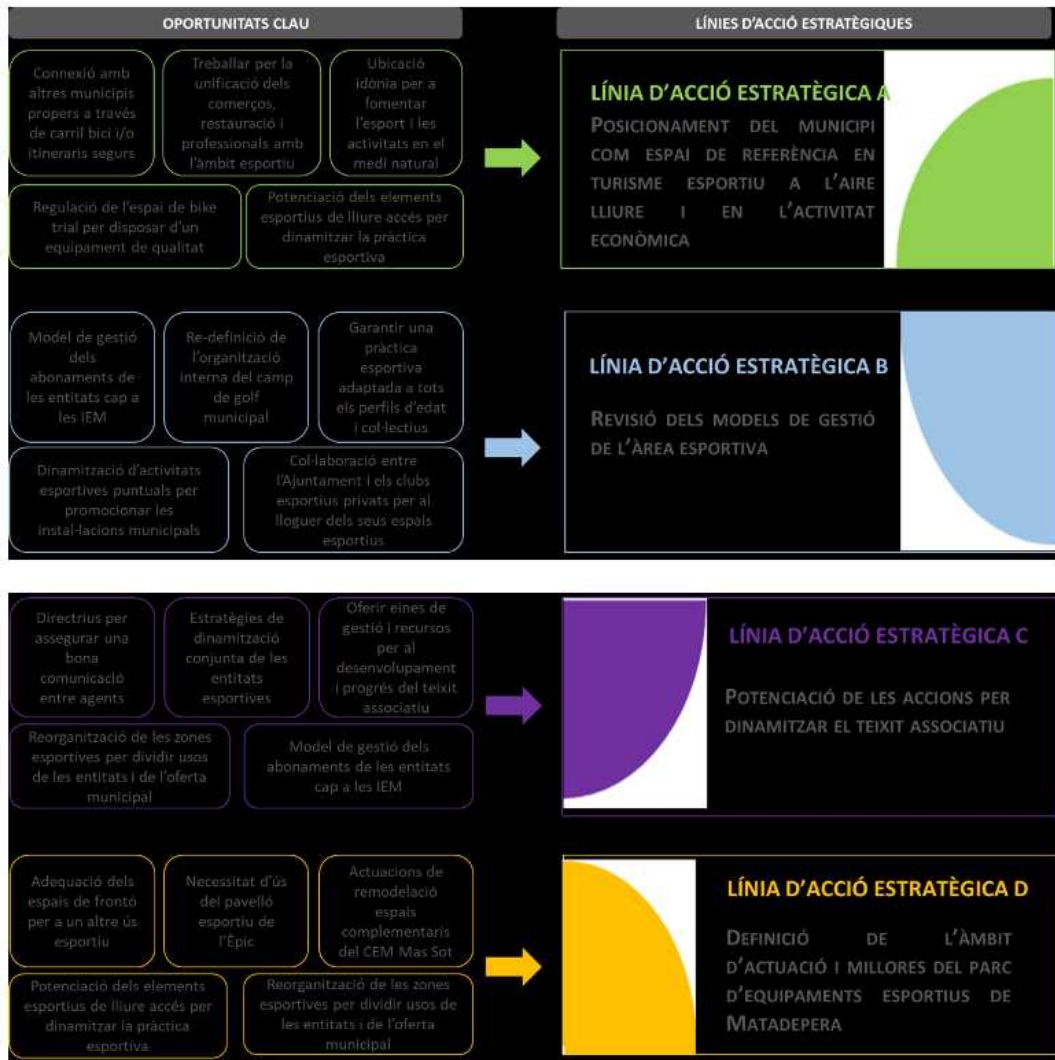 OPORTUNITATS CLAU
LÍNIES D'ACCIÓ ESTRATÈGIQUES
Connexió amb
altres municipis
propers a través
de carril bici i/o
itineraris segurs
Treballar per la
unificació dels
comerços,
restauració i
professionals amb
l'àmbit esportiu
Ubicació
idònia per a
fomentar
l'esport i les
activitats en el
medi natural
Regulació de l'espai de bike
trial per disposar d'un
equipament de qualitat
Potenciació dels elements
esportius de lliure accés per
dinamitzar la pràctica
esportiva
LÍNIA D'ACCIÓ ESTRATÈGICA A
POSICIONAMENT DEL MUNICIPI
COM ESPAI DE REFERÈNCIA EN
TURISME ESPORTIU A L'AIRE
LLIURE I EN L'ACTIVITAT
ECONÒMICA
Model de gestió
dels
abonaments de
les entitats cap a
les IEM
Re-definició de
l'organització
interna del camp
de golf
municipal
Garantir una
pràctica
esportiva
adaptada a tots
els perfils d'edat
i col·lectius
Dinamització d'activitats
esportives puntuals per
promocionar les
instal·lacions municipals
Col·laboració entre
l'Ajuntament i els clubs
esportius privats per al
lloguer dels seus espais
esportius
LÍNIA D'ACCIÓ ESTRATÈGICA B
REVISIÓ DELS MODELS DE GESTIÓ
DE L'ÀREA ESPORTIVA
Directrius per
assegurar una
bona
comunicació
entre agents
Estratègies de
dinamització
conjunta de les
entitats
esportives
Oferir eines de
gestió i recursos
per al
desenvolupament
i progrés del teixit
associatiu
Reorganització de les zones
esportives per dividir usos
de les entitats i de l'oferta
municipal
Model de gestió dels
abonaments de les entitats
cap a les IEM
LÍNIA D'ACCIÓ ESTRATÈGICA C
POTENCIACIÓ DE LES ACCIONS PER
DINAMITZAR EL TEIXIT ASSOCIATIU
Adequació dels
espais de frontó
per a un altre ús
esportiu
Necessitat d'ús
del pavelló
esportiu de
l'Èpic
Actuacions de
remodelació
espais
complementaris
del CEM Mas Sot
Potenciació dels elements
esportius de lliure accés per
dinamitzar la pràctica
esportiva
Reorganització de les zones
esportives per dividir usos de
les entitats i de l'oferta
municipal
LÍNIA D'ACCIÓ ESTRATÈGICA D
DEFINICIÓ DE L'ÀMBIT
D'ACTUACIÓ I MILLORES DEL PARC
D'EQUIPAMENTS ESPORTIUS DE
MATADEPERA